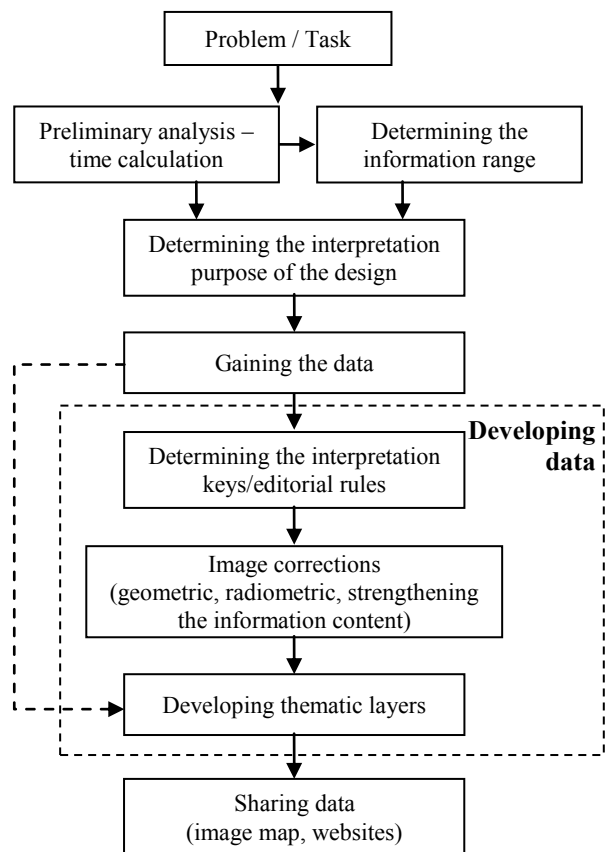 Problem / Task
Preliminary analysis –
time calculation
Determining the
information range
Determining the interpretation
purpose of the design
Gaining the data
Developing
data
Determining the interpretation
keys/editorial rules
Image corrections
(geometric, radiometric, strengthening
the information content)
Developing thematic layers
Sharing data
(image map, websites)